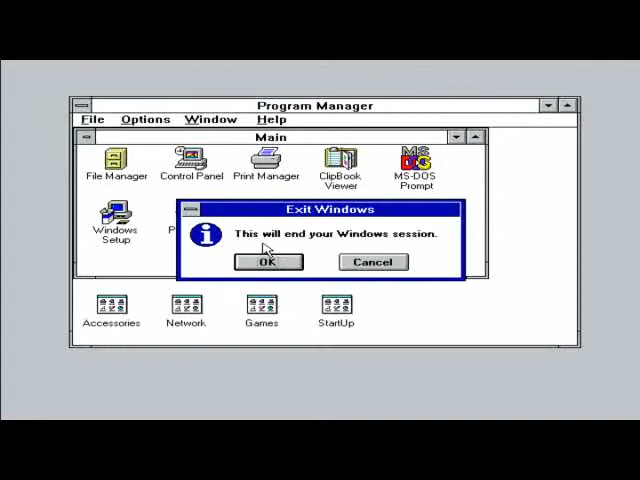 Program Manager
File Options Window Help
Main
File Manager Control Panel Print Manager ClipBook Viewer MS-DOS Prompt
MS
DOS
Windows Setup P
Exit Windows
This will end your Windows session.
OK Cancel
Accessories Network Games StartUp